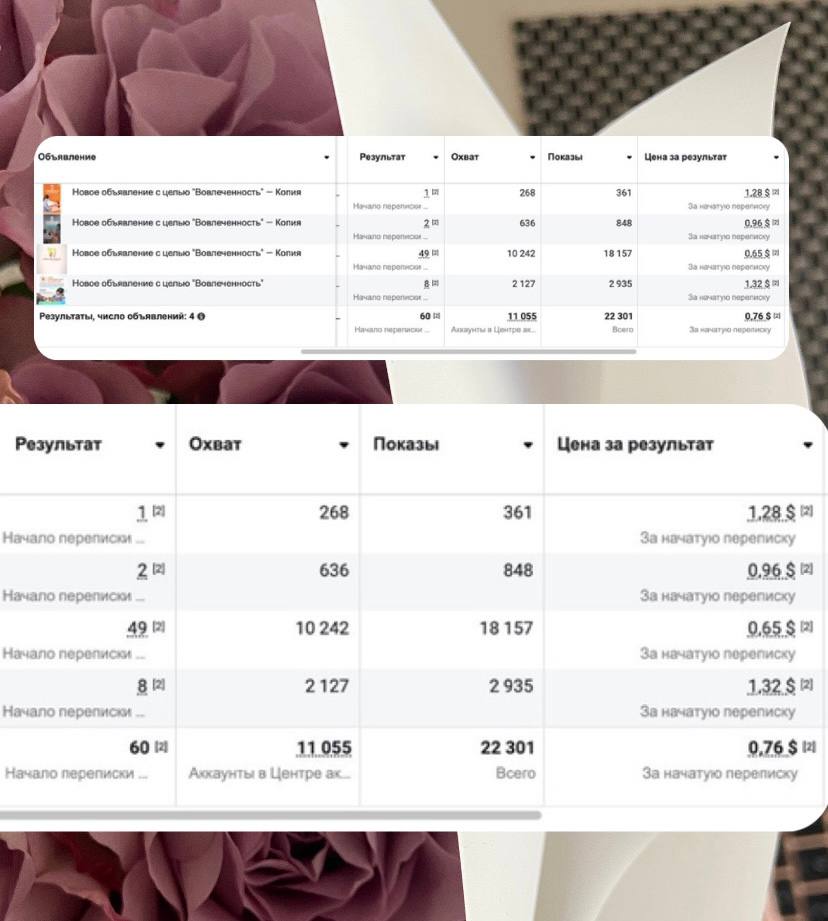 Объявление Результат Охват Показы Цена за результат
Новое объявление с целью "Вовлеченность" — Копия 1 [2] 268 361 1,28 $ [2]
Начало переписки ... За начатую переписку
Новое объявление с целью "Вовлеченность" — Копия 2 [2] 636 848 0,96 $ [2]
Начало переписки ... За начатую переписку
Новое объявление с целью "Вовлеченность" — Копия 49 [2] 10 242 18 157 0,65 $ [2]
Начало переписки ... За начатую переписку
Новое объявление с целью "Вовлеченность" 8 [2] 2 127 2 935 1,32 $ [2]
Начало переписки ... За начатую переписку
Результаты, число объявлений: 4 60 [2] 11 055 22 301 0,76 $ [2]
Начало переписки ... Аккаунты в Центре ак... Всего За начатую переписку
Результат Охват Показы Цена за результат
1 [2] 268 361 1,28 $ [2]
Начало переписки ... За начатую переписку
2 [2] 636 848 0,96 $ [2]
Начало переписки ... За начатую переписку
49 [2] 10 242 18 157 0,65 $ [2]
Начало переписки ... За начатую переписку
8 [2] 2 127 2 935 1,32 $ [2]
Начало переписки ... За начатую переписку
60 [2] 11 055 22 301 0,76 $ [2]
Начало переписки ... Аккаунты в Центре ак... Всего За начатую переписку